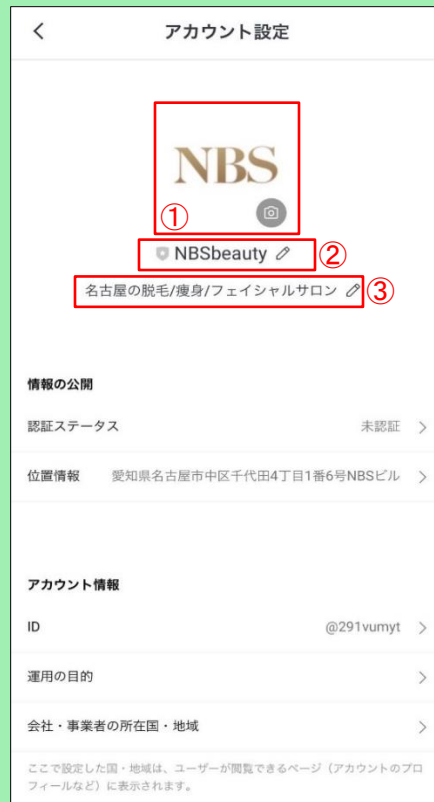 アカウント設定
NBS
①
NBSbeauty ②
名古屋の脱毛/痩身/フェイシャルサロン ③
情報の公開
認証ステータス 未認証
位置情報 愛知県名古屋市中区千代田4丁目1番6号NBSビル
アカウント情報
ID @291vumyt
運用の目的
会社・事業者の所在国・地域
ここで設定した国・地域は、ユーザーが閲覧できるページ（アカウントのプロ
フィールなど）に表示されます。